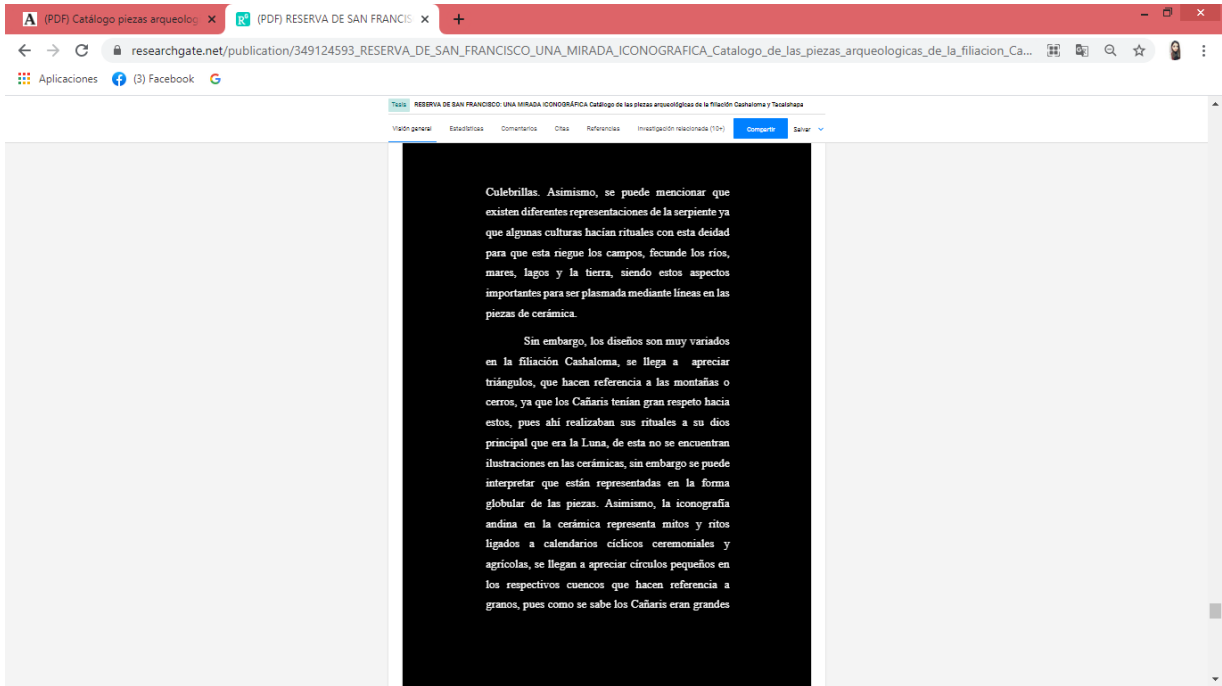 (PDF) Catálogo piezas arqueolog
(PDF) RESERVA DE SAN FRANCIS
researchgate.net/publication/349124593_RESERVA_DE_SAN_FRANCISCO_UNA_MIRADA_ICONOGRAFICA_Catalogo_de_las_piezas_arqueologicas_de_la_filiacion_Ca...
Aplicaciones (3) Facebook
Tesis RESERVA DE SAN FRANCISCO: UNA MIRADA ICONOGRÁFICA Catálogo de las piezas arqueológicas de la filiación Cashaloma y Tacalshapa
Visión general Estadísticas Comentarios Citas Referencias Investigación relacionada (10+) Compartir Salvar
Culebrillas. Asimismo, se puede mencionar que
existen diferentes representaciones de la serpiente ya
que algunas culturas hacían rituales con esta deidad
para que esta riegue los campos, fecunde los ríos,
mares, lagos y la tierra, siendo estos aspectos
importantes para ser plasmada mediante líneas en las
piezas de cerámica.
Sin embargo, los diseños son muy variados
en la filiación Cashaloma, se llega a apreciar
triángulos, que hacen referencia a las montañas o
cerros, ya que los Cañaris tenían gran respeto hacia
estos, pues ahí realizaban sus rituales a su dios
principal que era la Luna, de esta no se encuentran
ilustraciones en las cerámicas, sin embargo se puede
interpretar que están representadas en la forma
globular de las piezas. Asimismo, la iconografía
andina en la cerámica representa mitos y ritos
ligados a calendarios cíclicos ceremoniales y
agrícolas, se llegan a apreciar círculos pequeños en
los respectivos cuencos que hacen referencia a
granos, pues como se sabe los Cañaris eran grandes